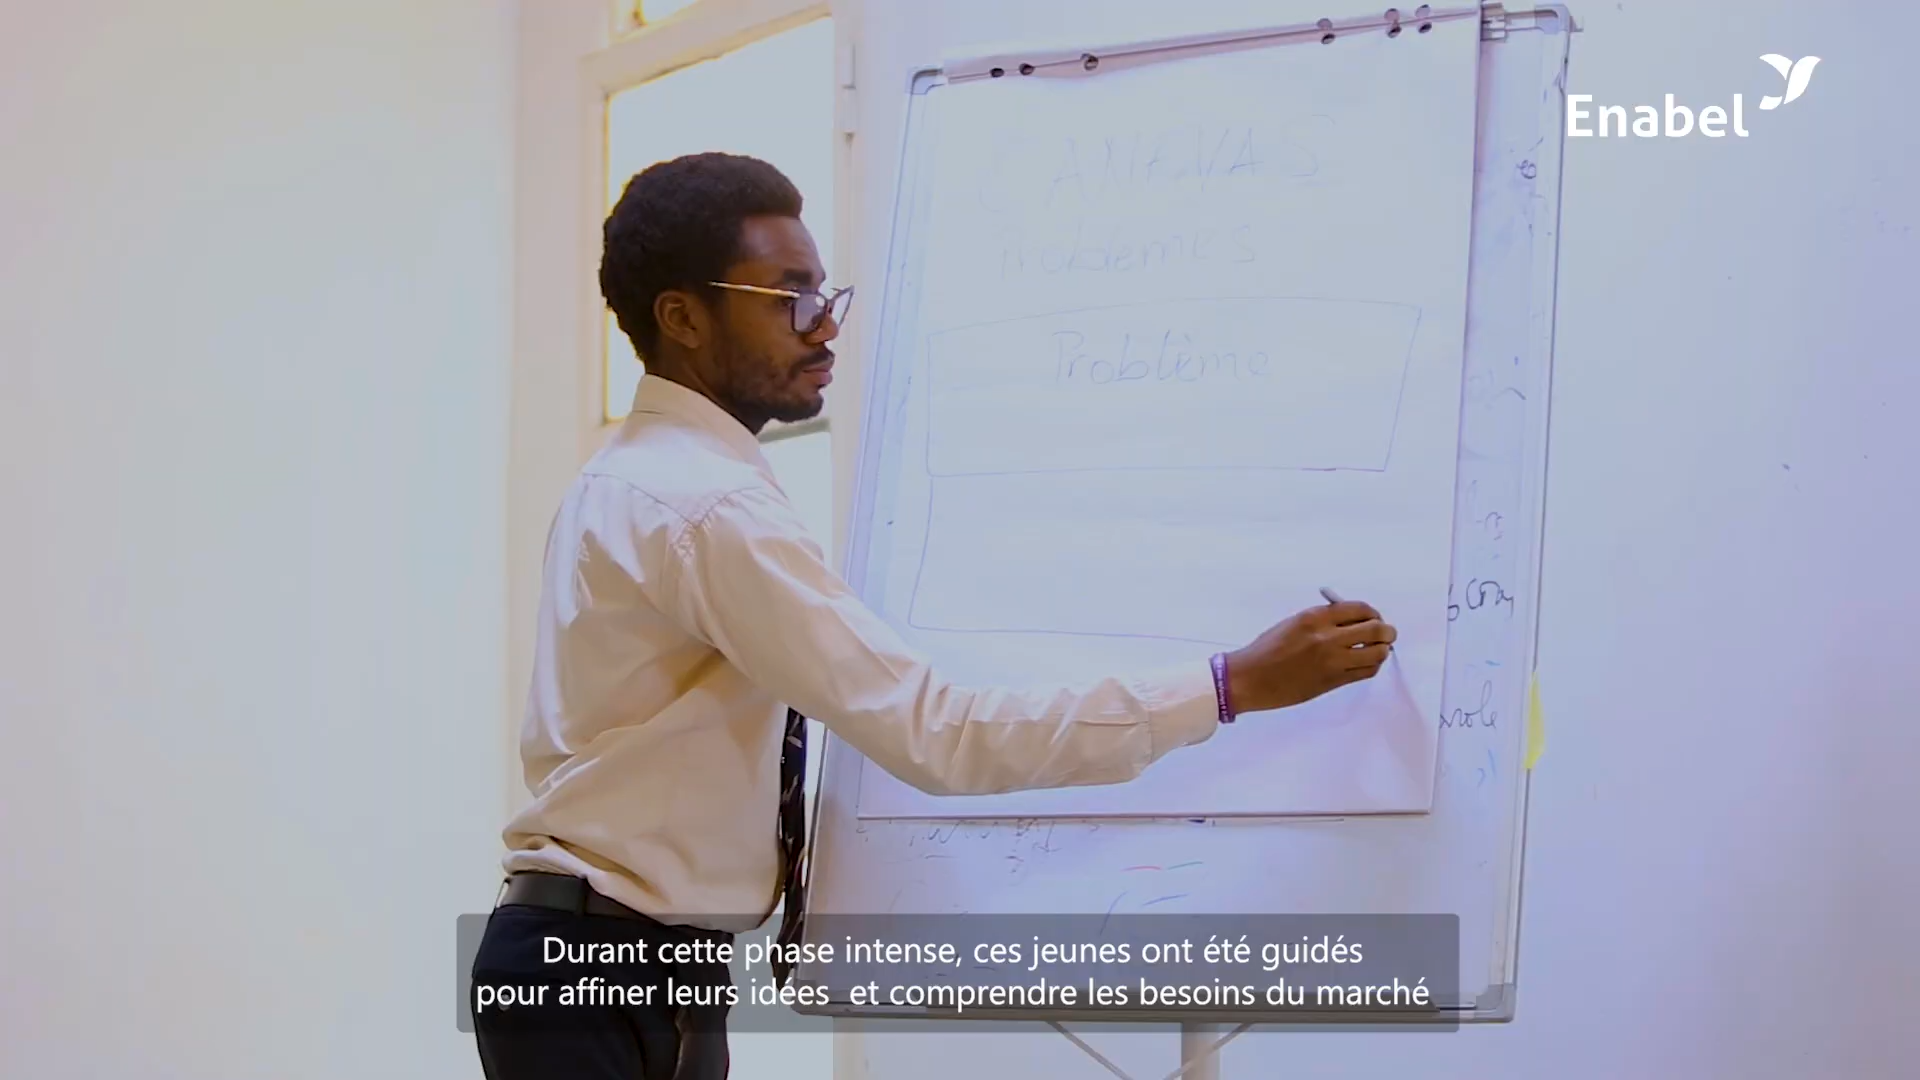 Enabel
CANEVAS
Problemes
Problème
Durant cette phase intense, ces jeunes ont été guidés
pour affiner leurs idées et comprendre les besoins du marché